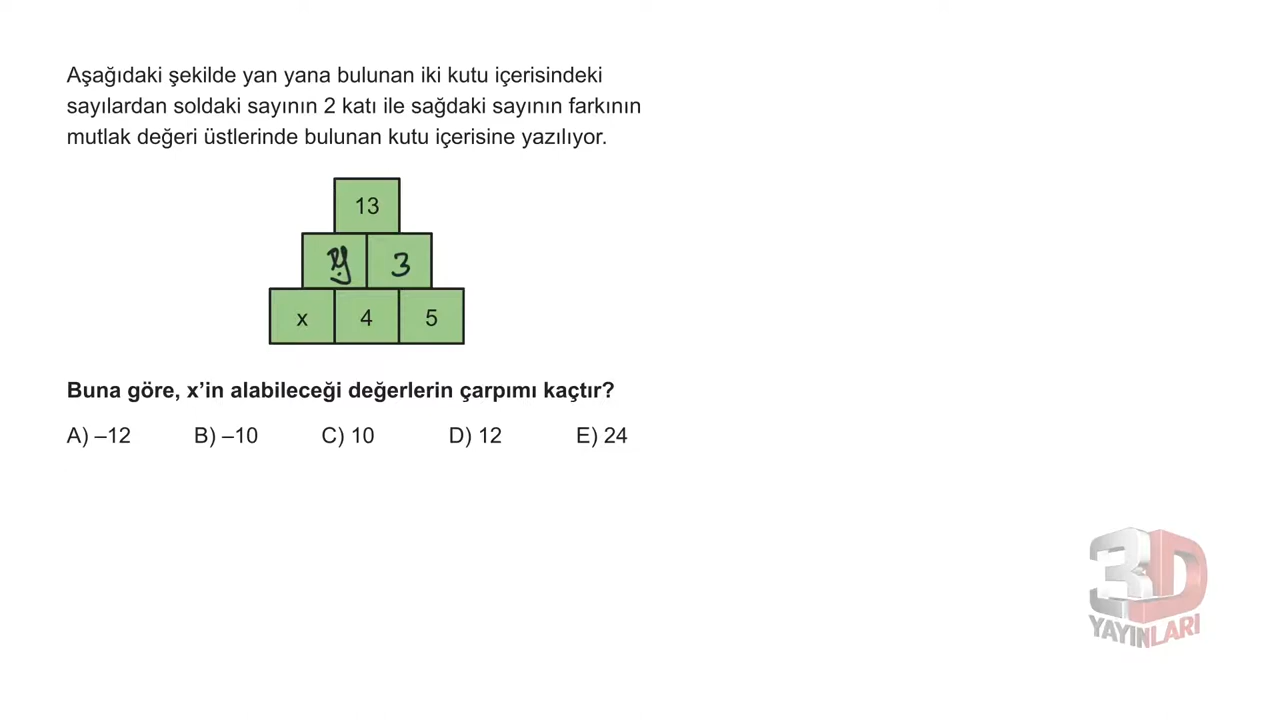 Aşağıdaki şekilde yan yana bulunan iki kutu içerisindeki
sayılardan soldaki sayının 2 katı ile sağdaki sayının farkının
mutlak değeri üstlerinde bulunan kutu içerisine yazılıyor.
13
3
x 4 5
Buna göre, x’in alabileceği değerlerin çarpımı kaçtır?
A) –12 B) –10 C) 10 D) 12 E) 24
3D
YAYINLARI